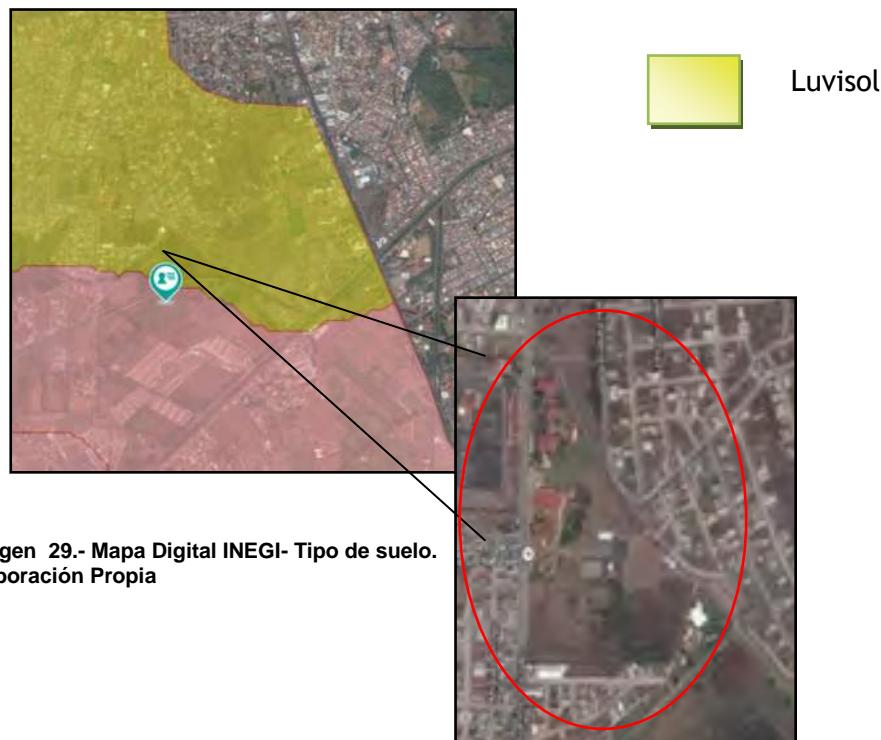 Luvisol
gen 29.- Mapa Digital INEGI- Tipo de suelo.
boración Propia